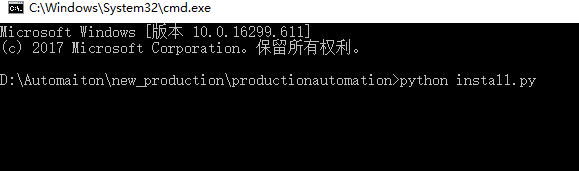 C:\Windows\System32\cmd.exe
Microsoft Windows [版本 10.0.16299.611]
(c) 2017 Microsoft Corporation。保留所有权利。
D:\Automaiton\new_production\productionautomation>python install.py